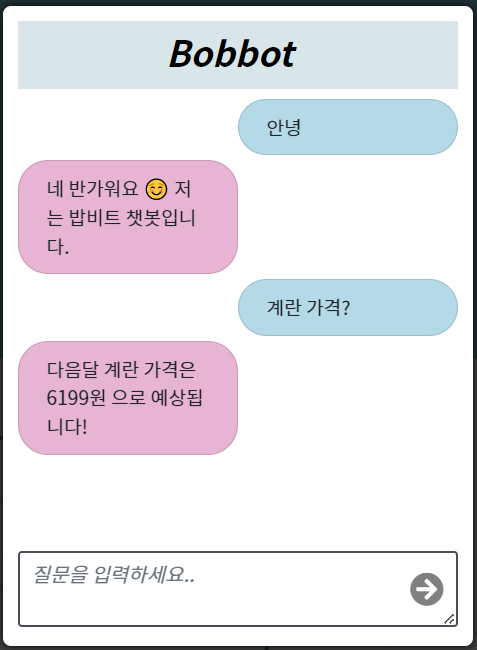 Bobbot
안녕
네 반가워요 😊 저
는 밥비트 챗봇입니
다.
계란 가격?
다음달 계란 가격은
6199원 으로 예상됩
니다!
질문을 입력하세요..